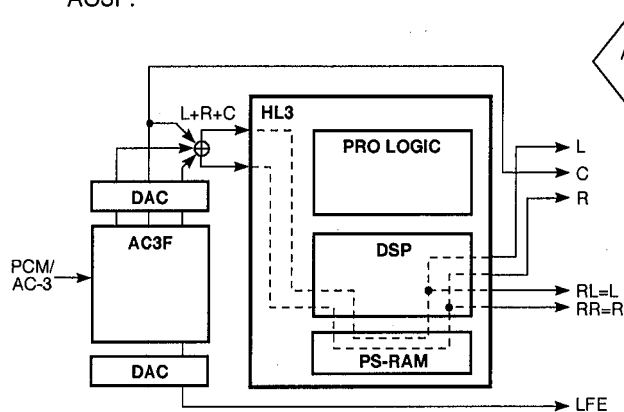 AC3F:
L+R+C
HL3
PRO LOGIC
L
C
R
DAC
AC3F
DSP
PCM/
AC-3
RL=L
RR=R
DAC
PS-RAM
LFE